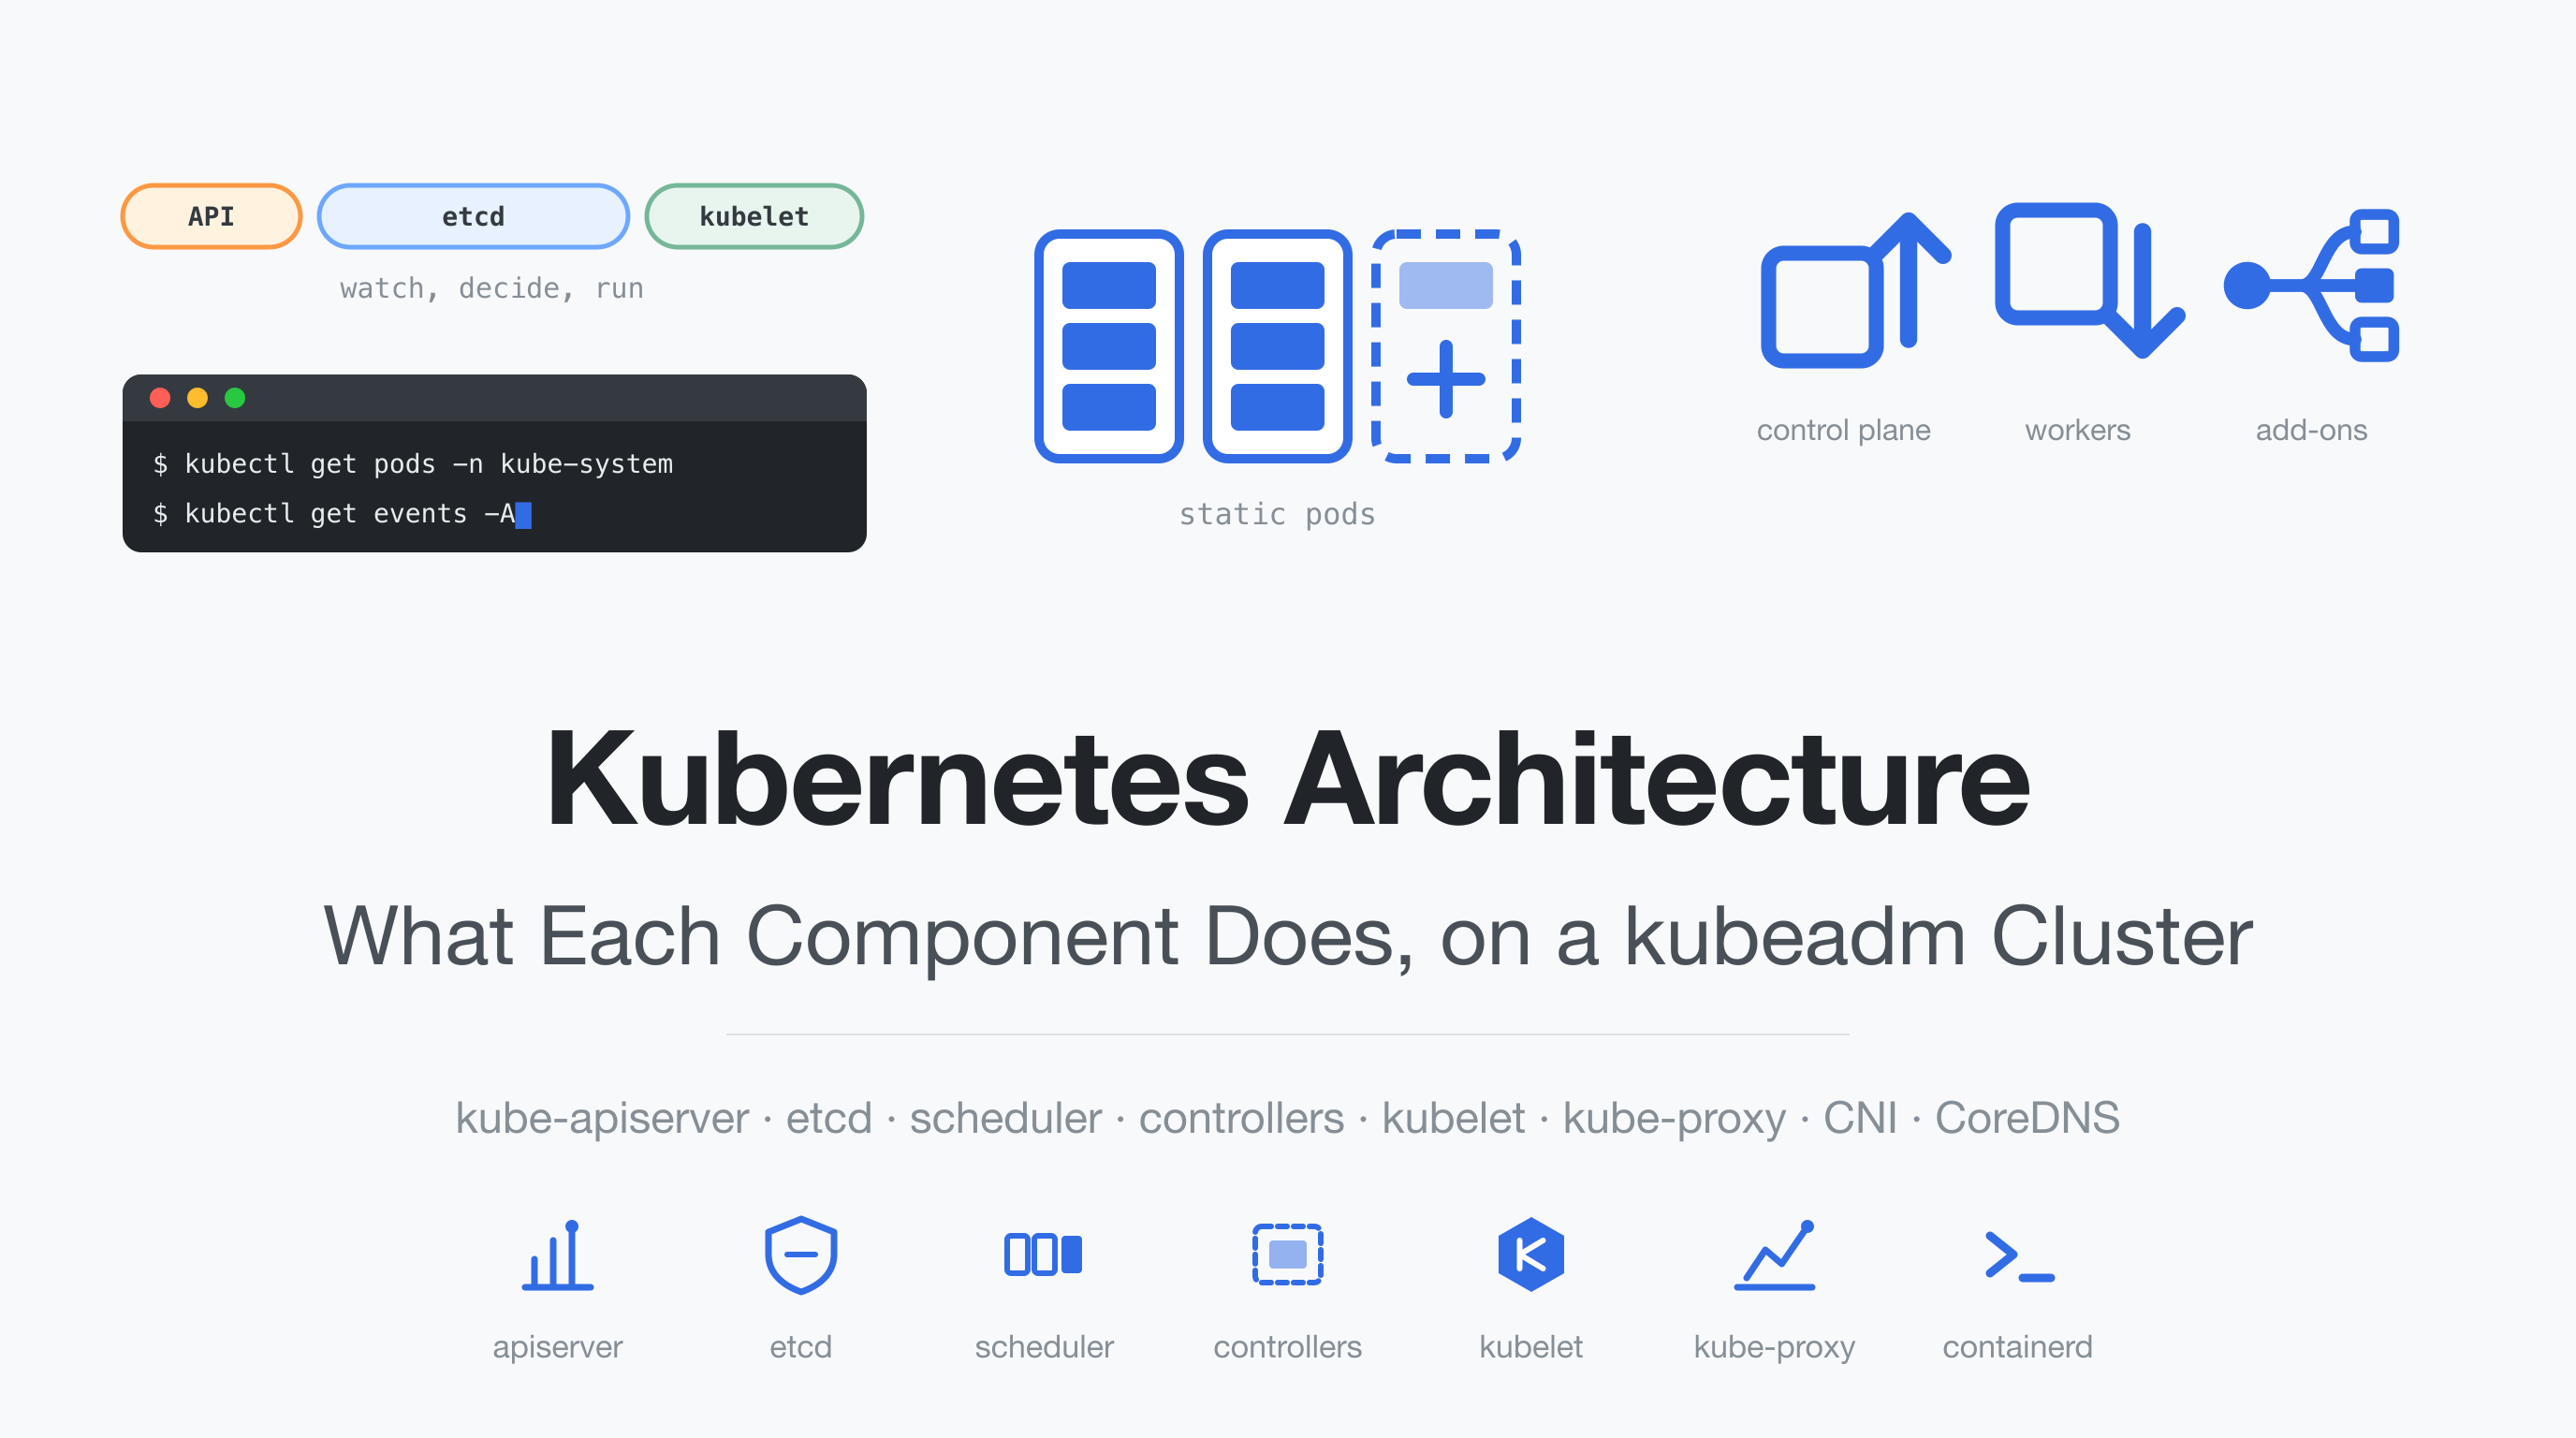 API etcd kubelet
watch, decide, run
$ kubectl get pods -n kube-system
$ kubectl get events -A
static pods
control plane workers add-ons
Kubernetes Architecture
What Each Component Does, on a kubeadm Cluster
kube-apiserver · etcd · scheduler · controllers · kubelet · kube-proxy · CNI · CoreDNS
apiserver etcd scheduler controllers kubelet kube-proxy containerd